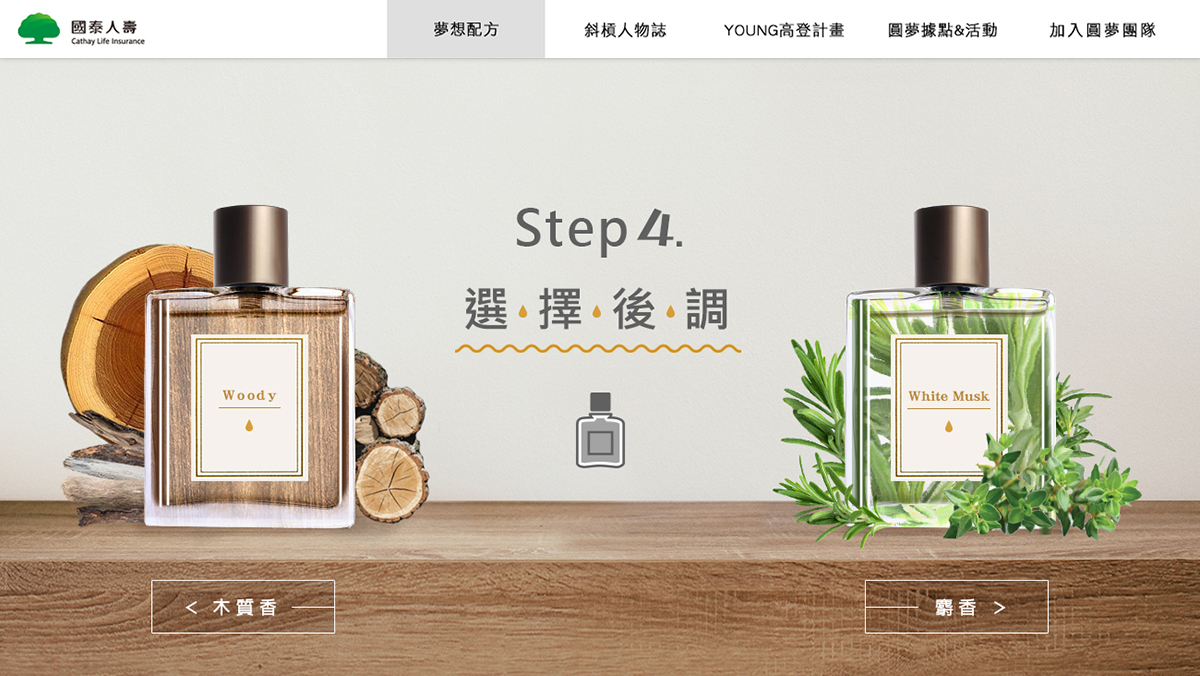 國泰人壽
Cathay Life Insurance
夢想配方
斜槓人物誌
YOUNG高登計畫
圓夢據點&活動
加入圓夢團隊
Step 4.
選擇後調
Woody
White Musk
< 木質香
麝香 >